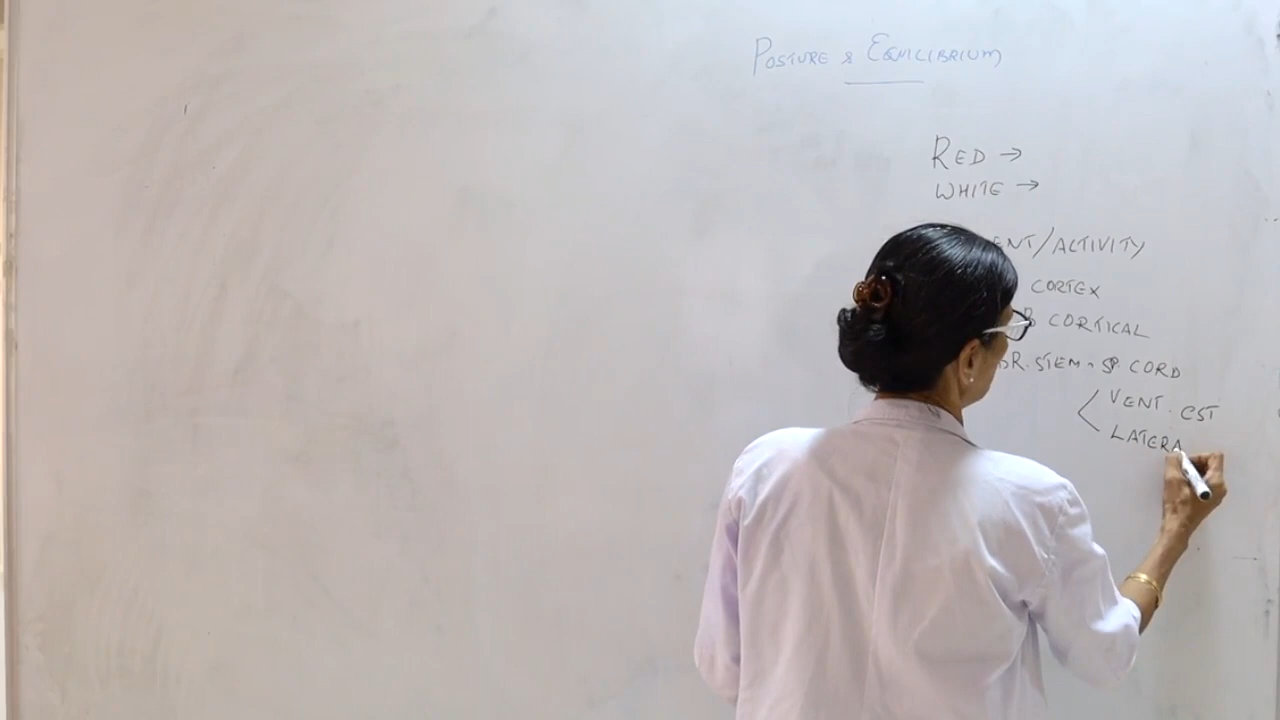 POSTURE & EQUILIBRIUM
RED →
WHITE →
ENT/ACTIVITY
CORTEX
B CORTICAL
BR. STEM - SP. CORD
VENT. CST
LATERA